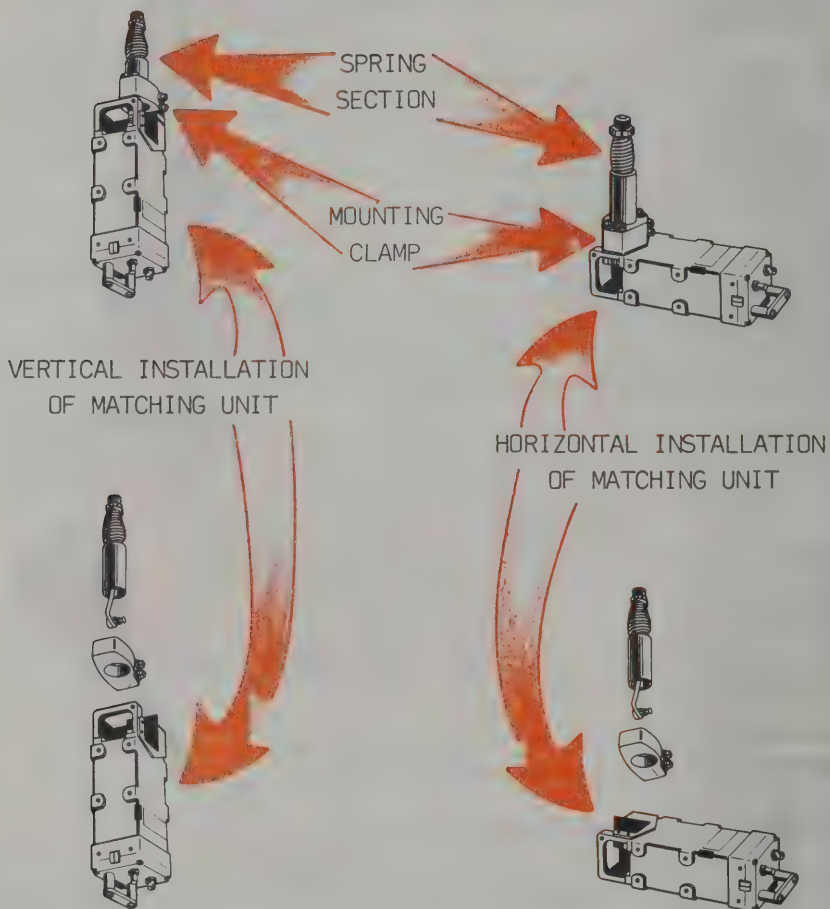 SPRING
SECTION
MOUNTING
CLAMP
VERTICAL INSTALLATION
OF MATCHING UNIT
HORIZONTAL INSTALLATION
OF MATCHING UNIT